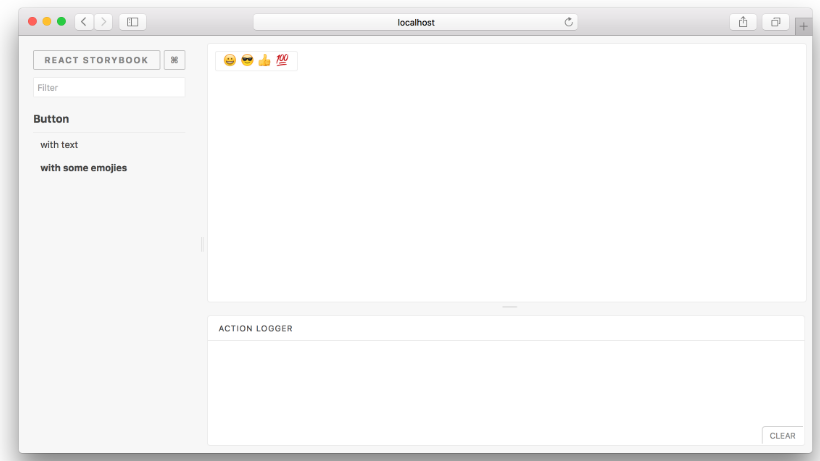 localhost
REACT STORYBOOK ⌘
Filter
Button
with text
with some emojies
😀 😎 👍 💯
ACTION LOGGER
CLEAR